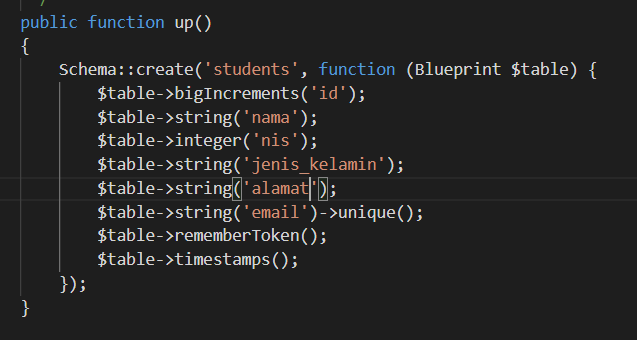 public function up()
{
Schema::create('students', function (Blueprint $table) {
$table->bigIncrements('id');
$table->string('nama');
$table->integer('nis');
$table->string('jenis_kelamin');
$table->string('alamat');
$table->string('email')->unique();
$table->rememberToken();
$table->timestamps();
});
}